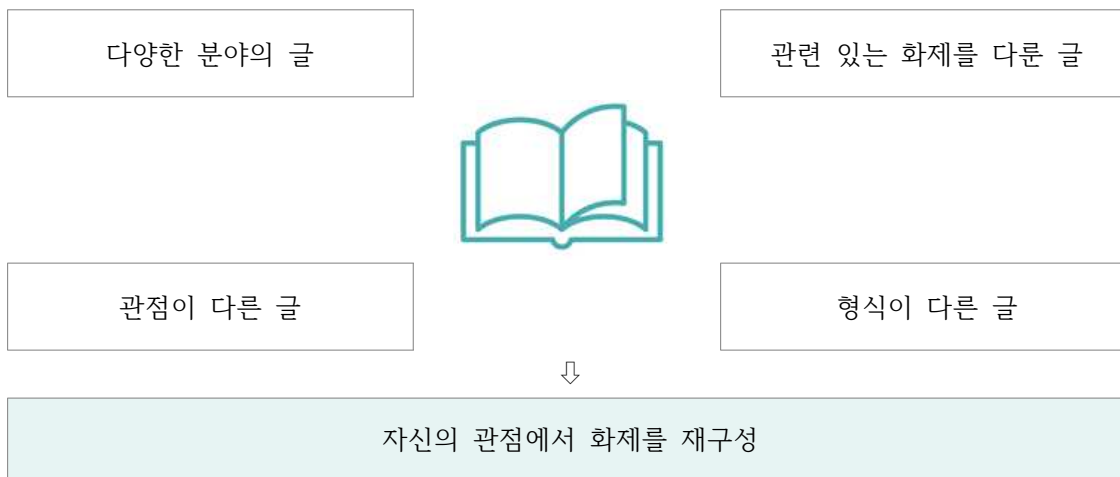 다양한 분야의 글
관련 있는 화제를 다룬 글
관점이 다른 글
형식이 다른 글
⇩
자신의 관점에서 화제를 재구성